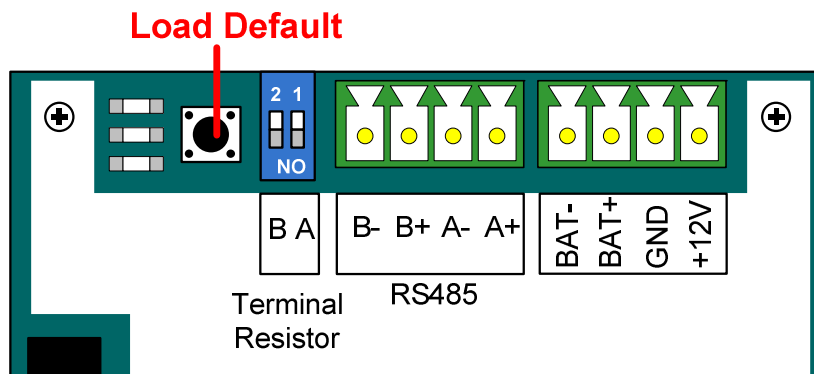 Load Default
2 1
NO
B A
B- B+ A- A+
BAT- BAT+ GND +12V
Terminal
Resistor
RS485